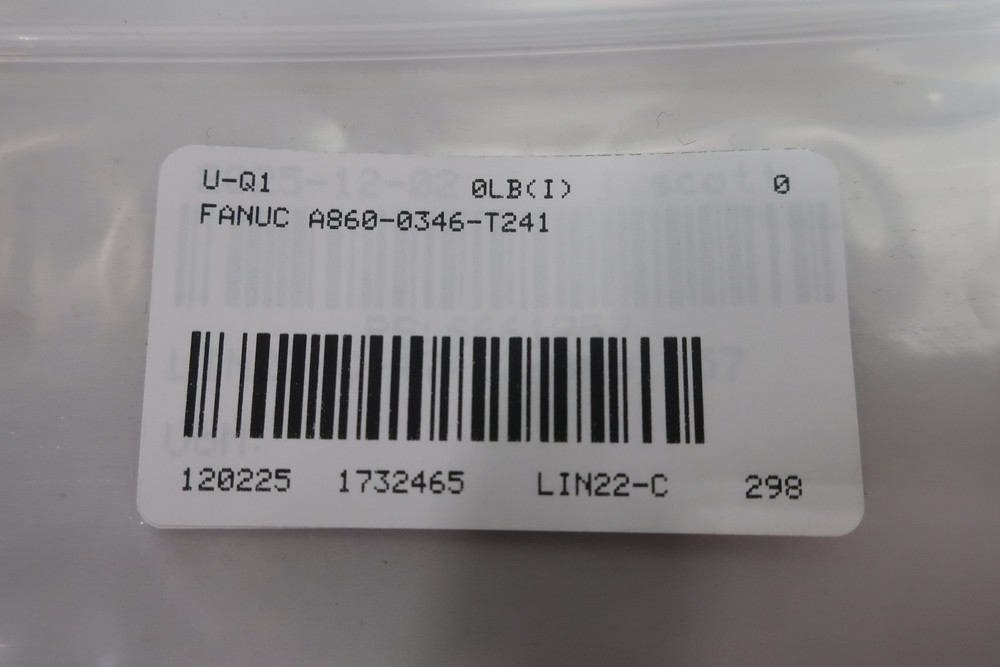 U-Q1 0LB(I) 0
FANUC A860-0346-T241
120225 1732465 LIN22-C 298